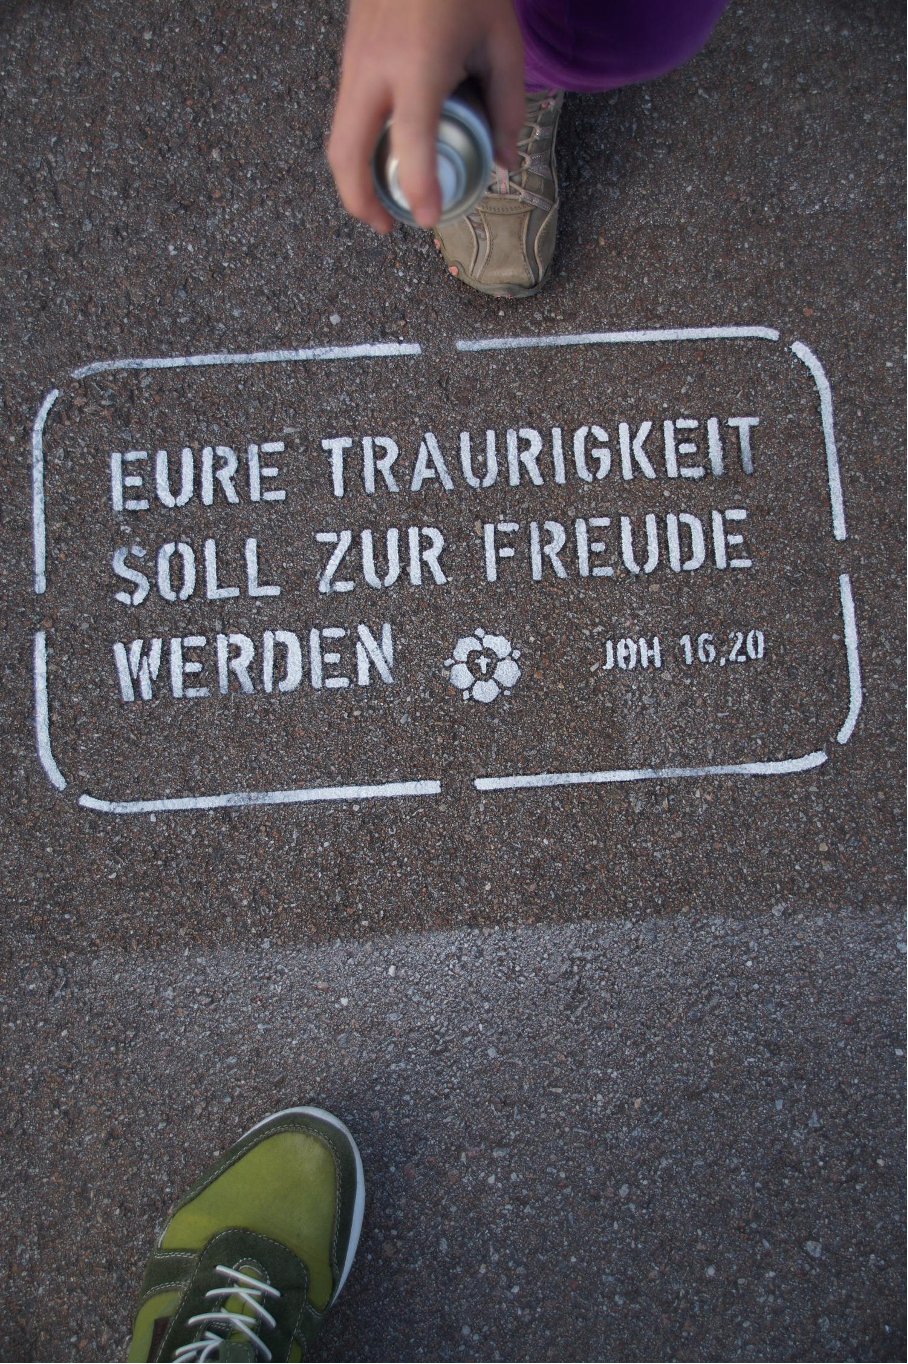 EURE TRAURIGKEIT
SOLL ZUR FREUDE
WERDEN JOH 16,20